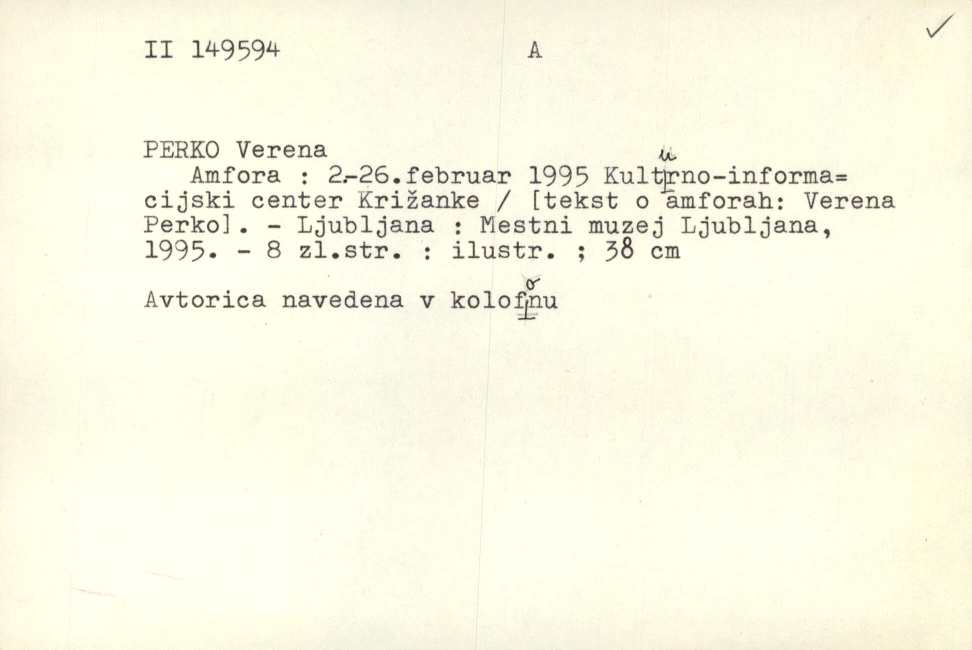 II 149594 A
PERKO Verena
Amfora : 2.-26.februar 1995 Kulturno-informa=
cijski center Križanke / [tekst o amforah: Verena
Perko]. - Ljubljana : Mestni muzej Ljubljana,
1995. - 8 zl.str. : ilustr. ; 38 cm
Avtorica navedena v kolofonu